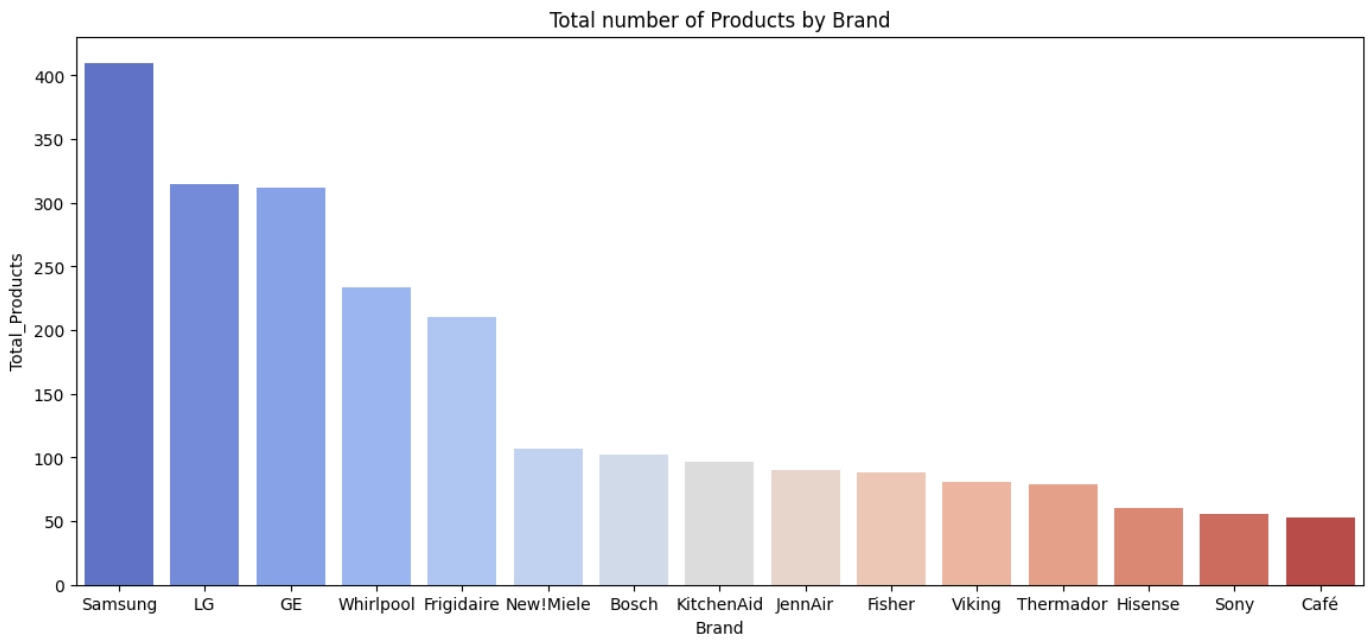 Total number of Products by Brand
Total_Products
400
350
300
250
200
150
100
50
0
Samsung LG GE Whirlpool Frigidaire New!Miele Bosch KitchenAid JennAir Fisher Viking Thermador Hisense Sony Café
Brand